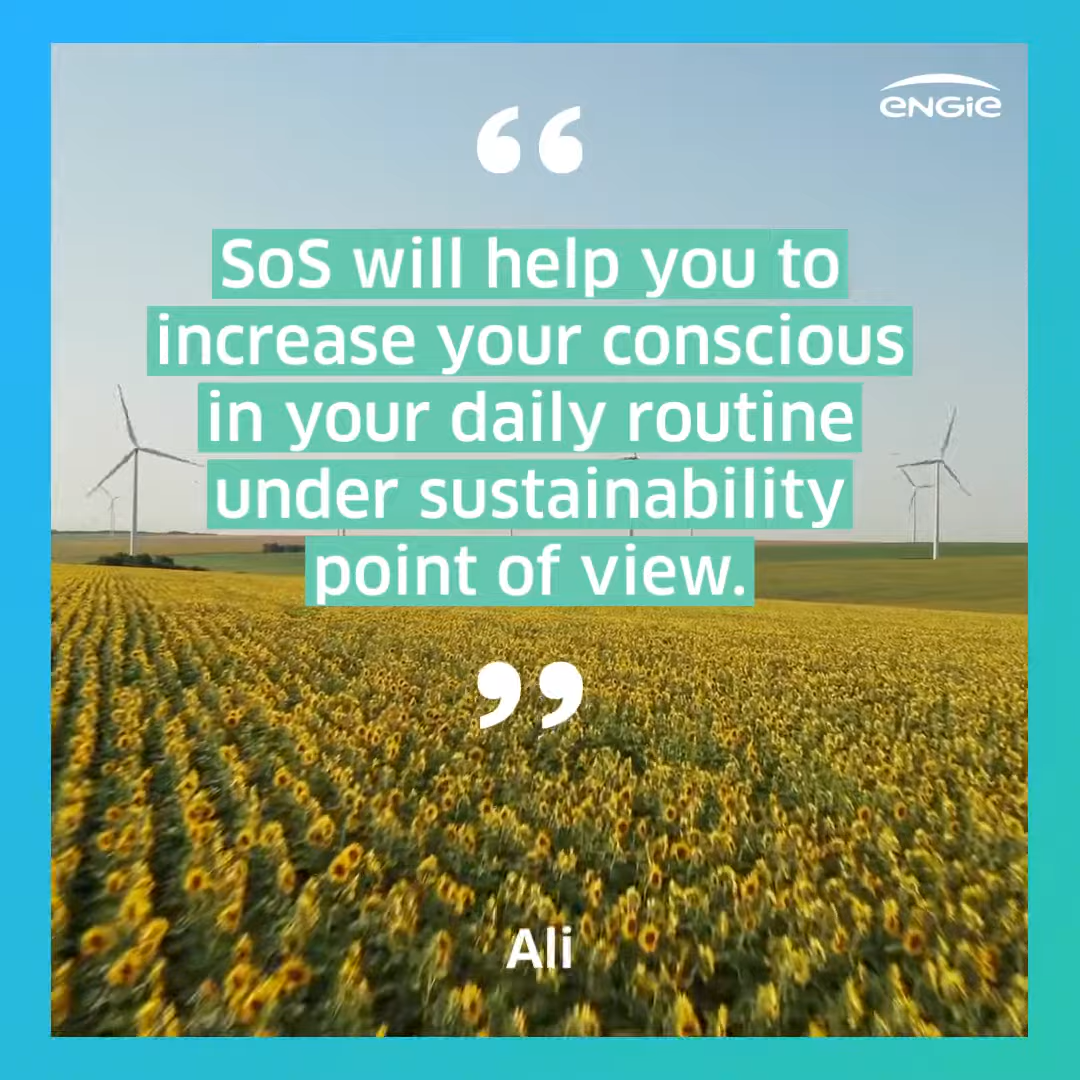 ENGIE
“
SoS will help you to
increase your conscious
in your daily routine
under sustainability
point of view.
”
Ali